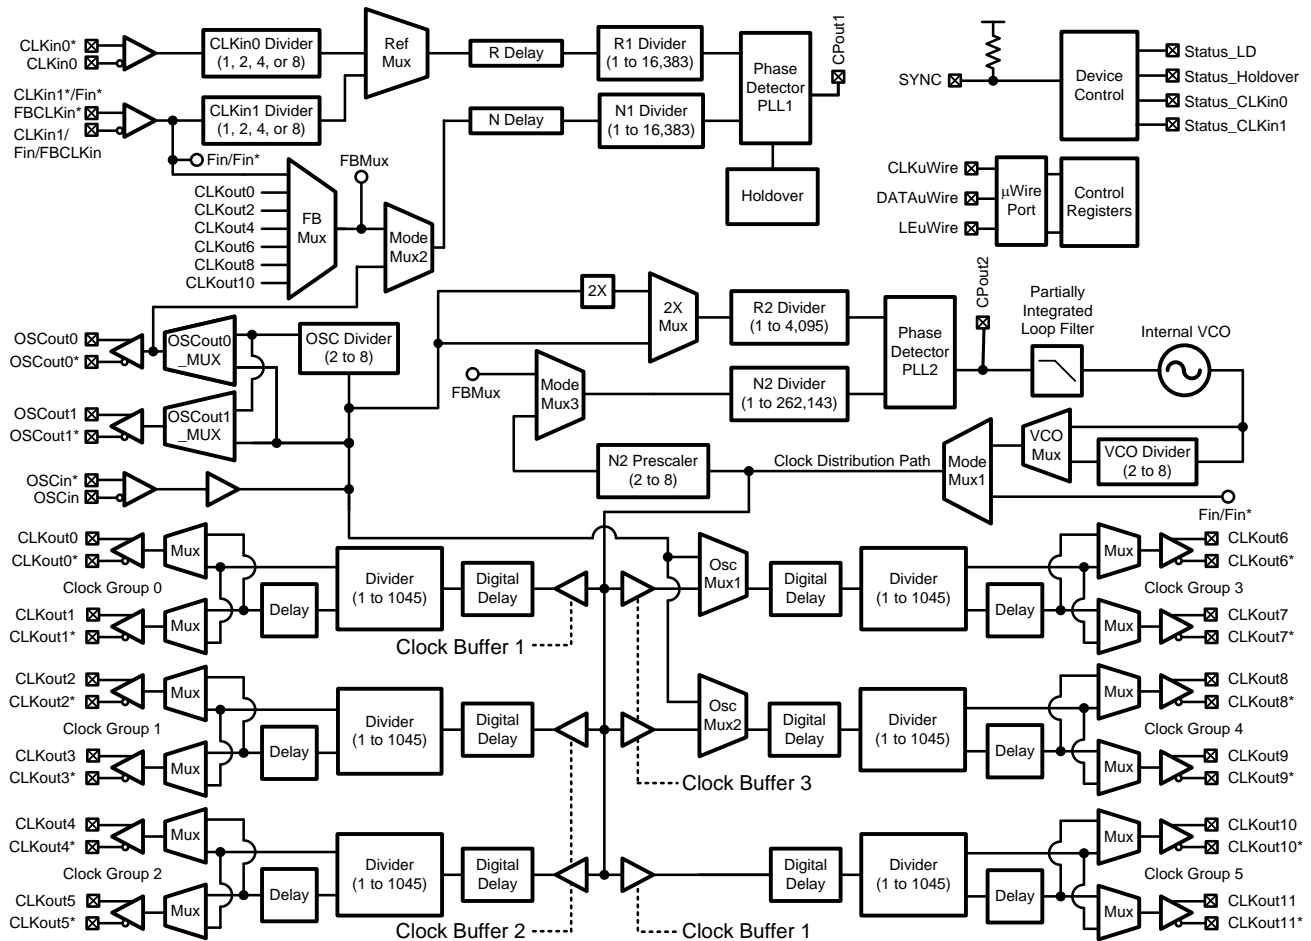 CLKin0*
CLKin0
CLKin0 Divider
(1, 2, 4, or 8)
Ref
Mux
R Delay
R1 Divider
(1 to 16,383)
Phase
Detector
PLL1
CPout1
SYNC
Device
Control
Status_LD
Status_Holdover
Status_CLKin0
Status_CLKin1
CLKin1*/Fin*
FBCLKin*
CLKin1/
Fin/FBCLKin
CLKin1 Divider
(1, 2, 4, or 8)
N Delay
N1 Divider
(1 to 16,383)
Fin/Fin*
FBMux
Holdover
CLKuWire
DATAuWire
LEuWire
µWire
Port
Control
Registers
CLKout0
CLKout2
CLKout4
CLKout6
CLKout8
CLKout10
FB
Mux
Mode
Mux2
2X
2X
Mux
R2 Divider
(1 to 4,095)
Phase
Detector
PLL2
CPout2
Partially
Integrated
Loop Filter
Internal VCO
OSCout0
OSCout0*
OSCout0
_MUX
OSC Divider
(2 to 8)
OSCout1
OSCout1*
OSCout1
_MUX
FBMux
Mode
Mux3
N2 Divider
(1 to 262,143)
OSCin*
OSCin
N2 Prescaler
(2 to 8)
Clock Distribution Path
Mode
Mux1
VCO
Mux
VCO Divider
(2 to 8)
Fin/Fin*
CLKout0
CLKout0*
Mux
Clock Group 0
CLKout1
CLKout1*
Mux
Delay
Divider
(1 to 1045)
Digital
Delay
Clock Buffer 1
Osc
Mux1
Digital
Delay
Divider
(1 to 1045)
Delay
Mux
CLKout6
CLKout6*
Clock Group 3
Mux
CLKout7
CLKout7*
CLKout2
CLKout2*
Mux
Clock Group 1
CLKout3
CLKout3*
Mux
Delay
Divider
(1 to 1045)
Digital
Delay
Clock Buffer 3
Osc
Mux2
Digital
Delay
Divider
(1 to 1045)
Delay
Mux
CLKout8
CLKout8*
Clock Group 4
Mux
CLKout9
CLKout9*
CLKout4
CLKout4*
Mux
Clock Group 2
CLKout5
CLKout5*
Mux
Delay
Divider
(1 to 1045)
Digital
Delay
Clock Buffer 2
Clock Buffer 1
Digital
Delay
Divider
(1 to 1045)
Delay
Mux
CLKout10
CLKout10*
Clock Group 5
Mux
CLKout11
CLKout11*